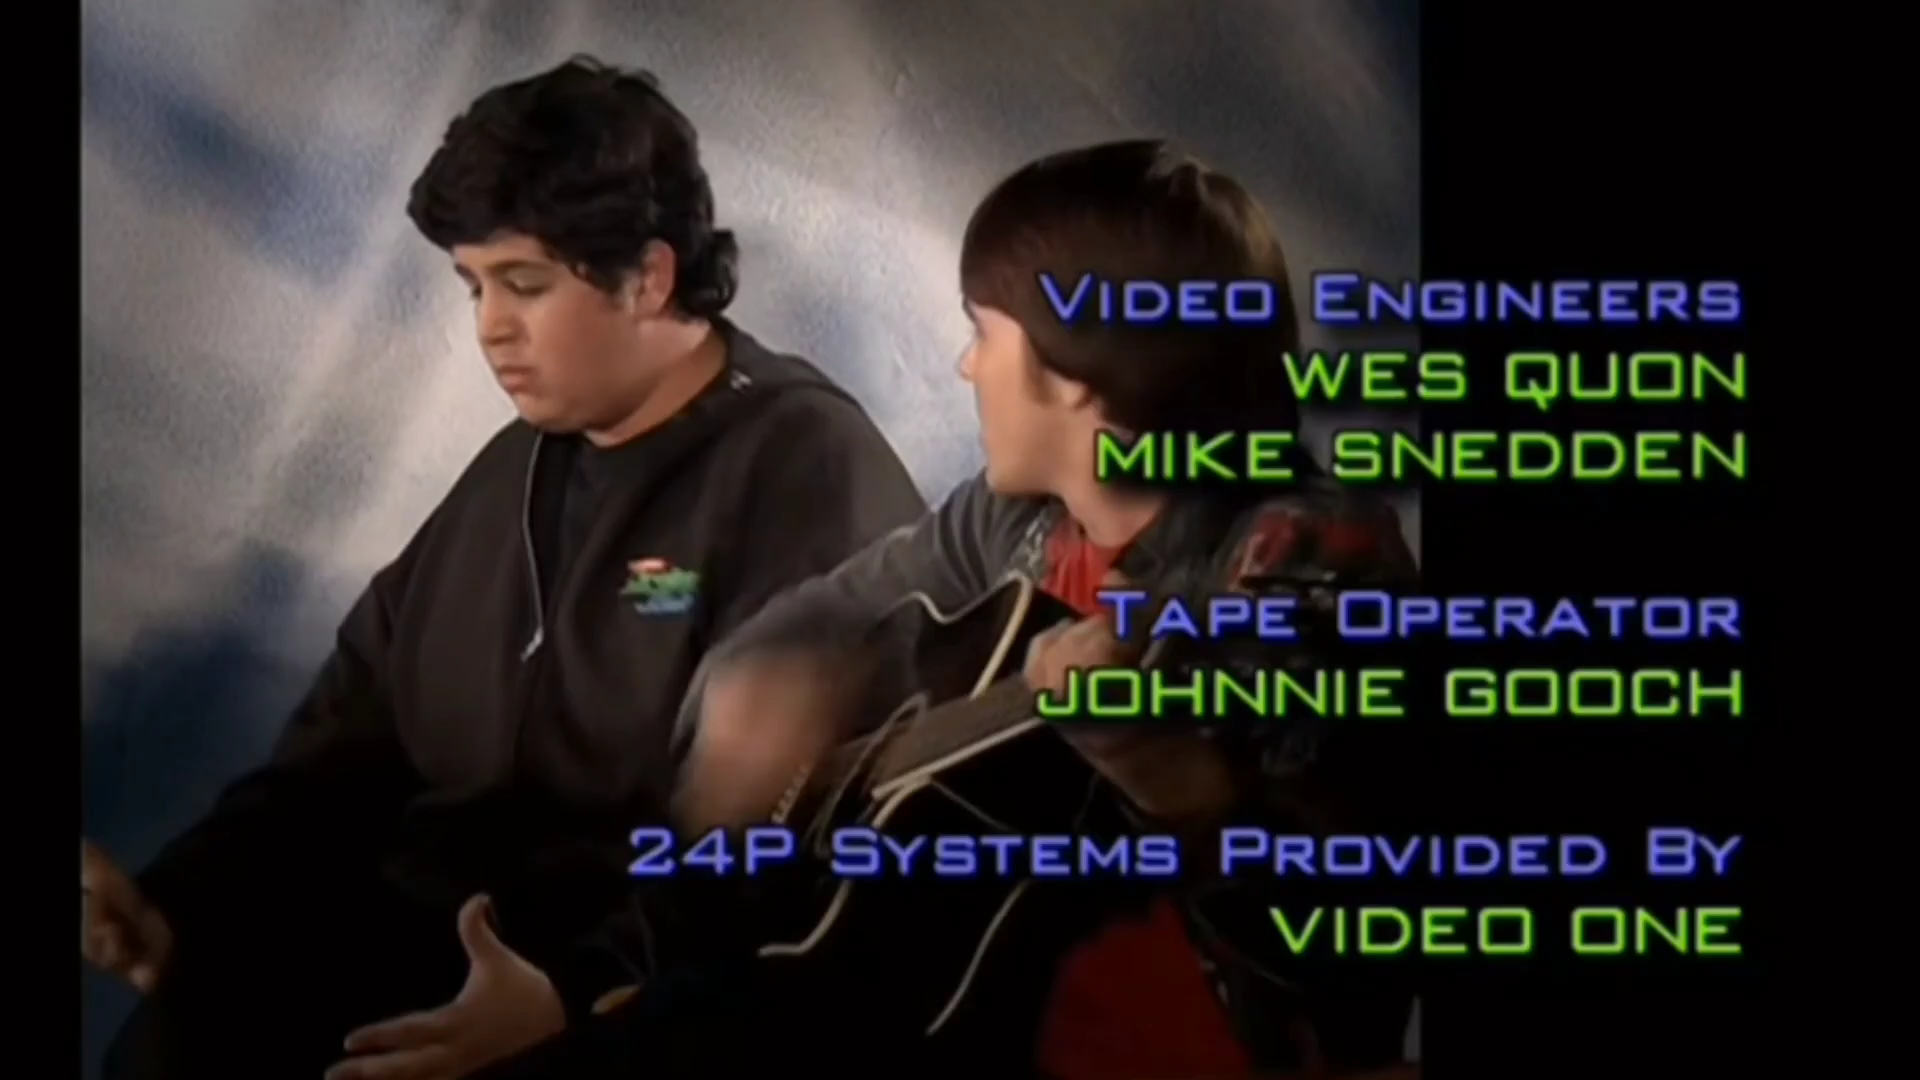 VIDEO ENGINEERS
WES QUON
MIKE SNEDDEN
TAPE OPERATOR
JOHNNIE GOOCH
24P SYSTEMS PROVIDED BY
VIDEO ONE